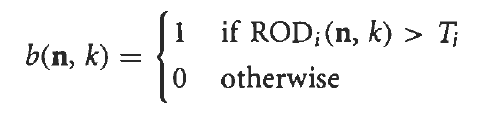 b(n, k) = { 1 if ROD_i(n, k) > T_i
0 otherwise